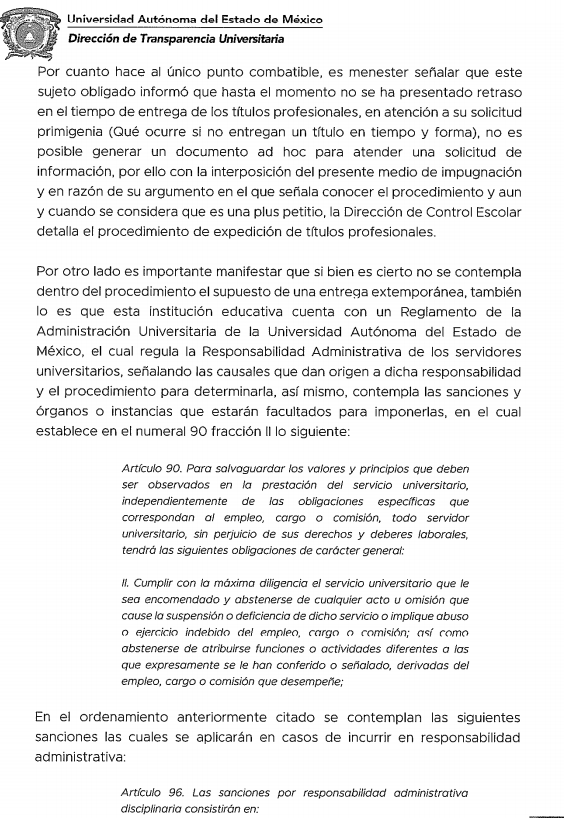 Universidad Autónoma del Estado de México
Dirección de Transparencia Universitaria
Por cuanto hace al único punto combatible, es menester señalar que este
sujeto obligado informó que hasta el momento no se ha presentado retraso
en el tiempo de entrega de los títulos profesionales, en atención a su solicitud
primigenia (Qué ocurre si no entregan un título en tiempo y forma), no es
posible generar un documento ad hoc para atender una solicitud de
información, por ello con la interposición del presente medio de impugnación
y en razón de su argumento en el que señala conocer el procedimiento y aun
y cuando se considera que es una plus petitio, la Dirección de Control Escolar
detalla el procedimiento de expedición de títulos profesionales.
Por otro lado es importante manifestar que si bien es cierto no se contempla
dentro del procedimiento el supuesto de una entrega extemporánea, también
lo es que esta institución educativa cuenta con un Reglamento de la
Administración Universitaria de la Universidad Autónoma del Estado de
México, el cual regula la Responsabilidad Administrativa de los servidores
universitarios, señalando las causales que dan origen a dicha responsabilidad
y el procedimiento para determinarla, así mismo, contempla las sanciones y
órganos o instancias que estarán facultados para imponerlas, en el cual
establece en el numeral 90 fracción II lo siguiente:
Artículo 90. Para salvaguardar los valores y principios que deben
ser observados en la prestación del servicio universitario,
independientemente de las obligaciones específicas que
correspondan al empleo, cargo o comisión, todo servidor
universitario, sin perjuicio de sus derechos y deberes laborales,
tendrá las siguientes obligaciones de carácter general:
II. Cumplir con la máxima diligencia el servicio universitario que le
sea encomendado y abstenerse de cualquier acto u omisión que
cause la suspensión o deficiencia de dicho servicio o implique abuso
o ejercicio indebido del empleo, cargo o comisión; así como
abstenerse de atribuirse funciones o actividades diferentes a las
que expresamente se le han conferido o señalado, derivadas del
empleo, cargo o comisión que desempeñe;
En el ordenamiento anteriormente citado se contemplan las siguientes
sanciones las cuales se aplicarán en casos de incurrir en responsabilidad
administrativa:
Artículo 96. Las sanciones por responsabilidad administrativa
disciplinaria consistirán en: